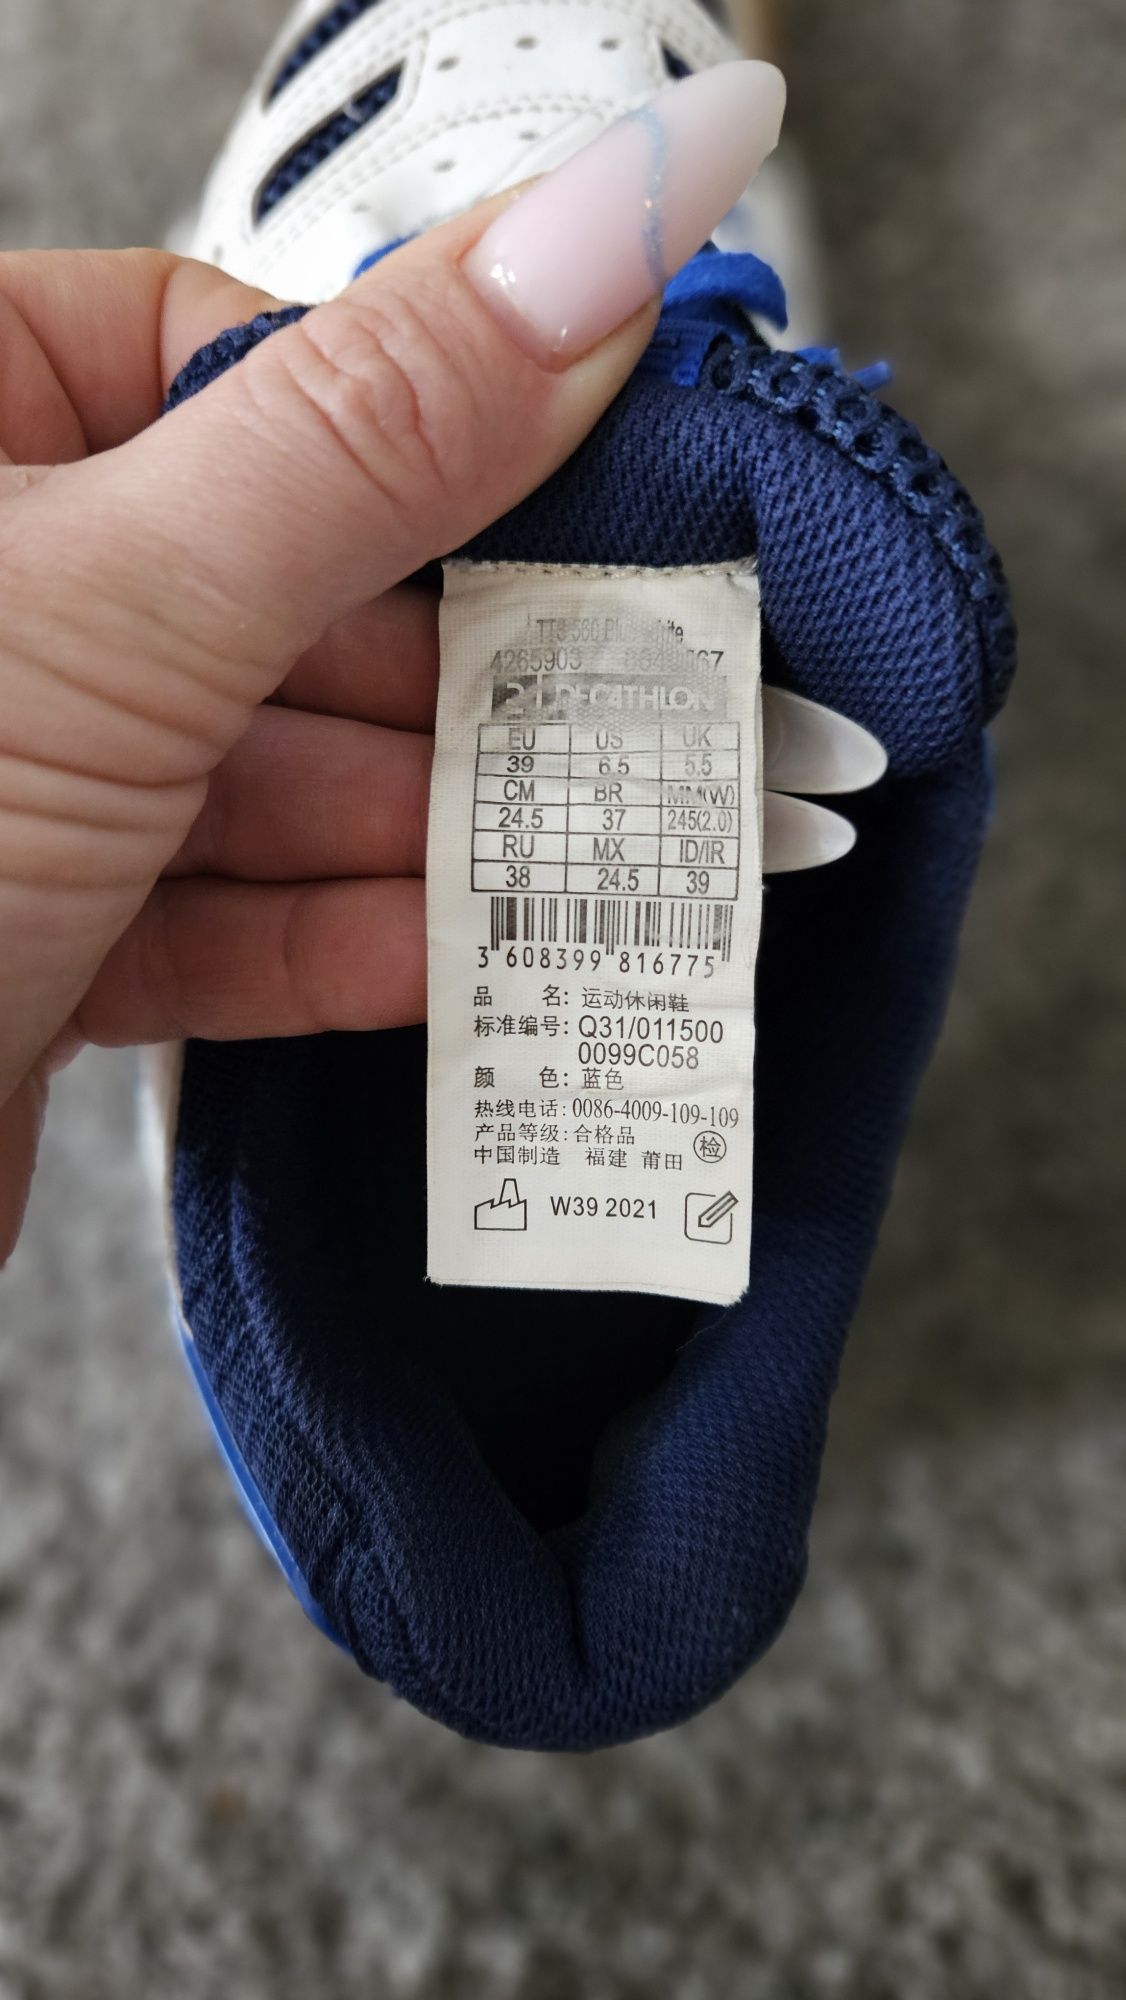 4265903
DECATHLON
EU US UK
39 6.5 5.5
CM BR MM(W)
24.5 37 245(2.0)
RU MX ID/IR
38 24.5 39
3 608399 816775
品 名: 运动休闲鞋
标准编号: Q31/011500
0099C058
颜 色: 蓝色
热线电话: 0086-4009-109-109
产品等级: 合格品 检
中国制造 福建 莆田
W39 2021